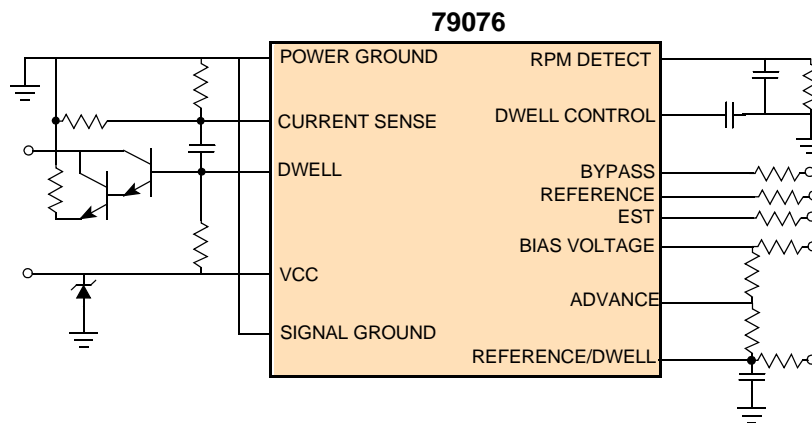 79076
POWER GROUND
CURRENT SENSE
DWELL
VCC
SIGNAL GROUND
RPM DETECT
DWELL CONTROL
BYPASS
REFERENCE
EST
BIAS VOLTAGE
ADVANCE
REFERENCE/DWELL